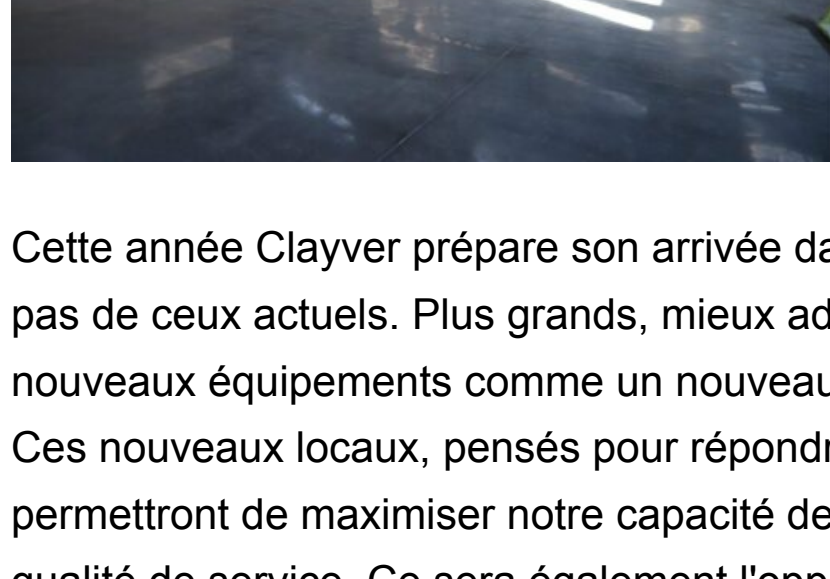 Cette année Clayver prépare son arrivée da
pas de ceux actuels. Plus grands, mieux ad
nouveaux équipements comme un nouveau
Ces nouveaux locaux, pensés pour répondr
permettront de maximiser notre capacité de
qualité de service. Ce sera également l'opp